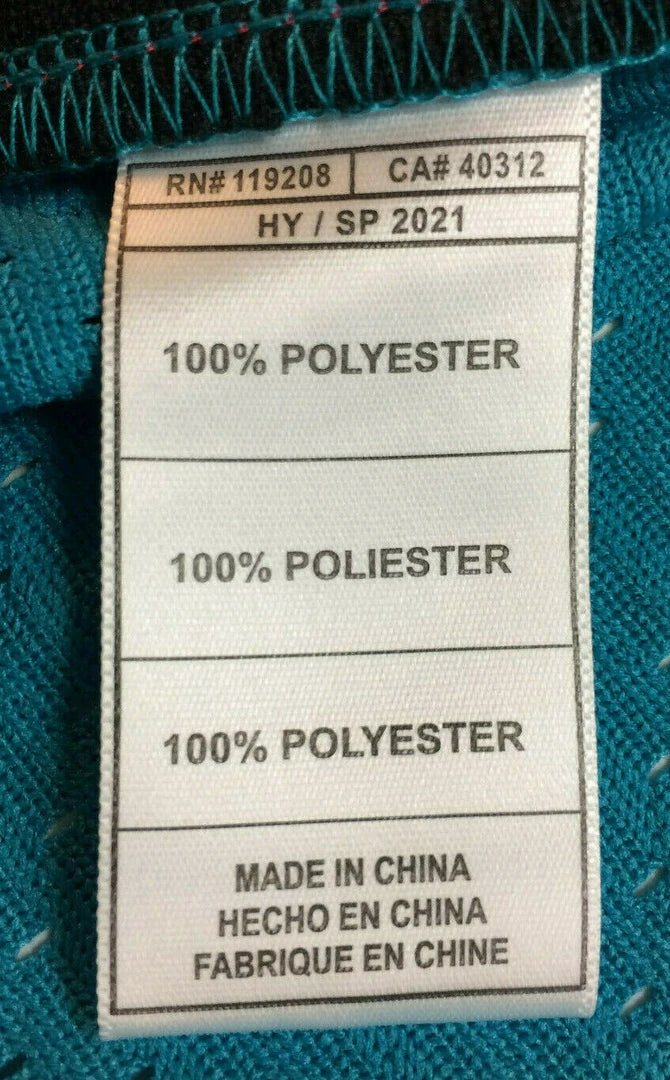 RN# 119208 CA# 40312
HY / SP 2021
100% POLYESTER
100% POLIESTER
100% POLYESTER
MADE IN CHINA
HECHO EN CHINA
FABRIQUE EN CHINE